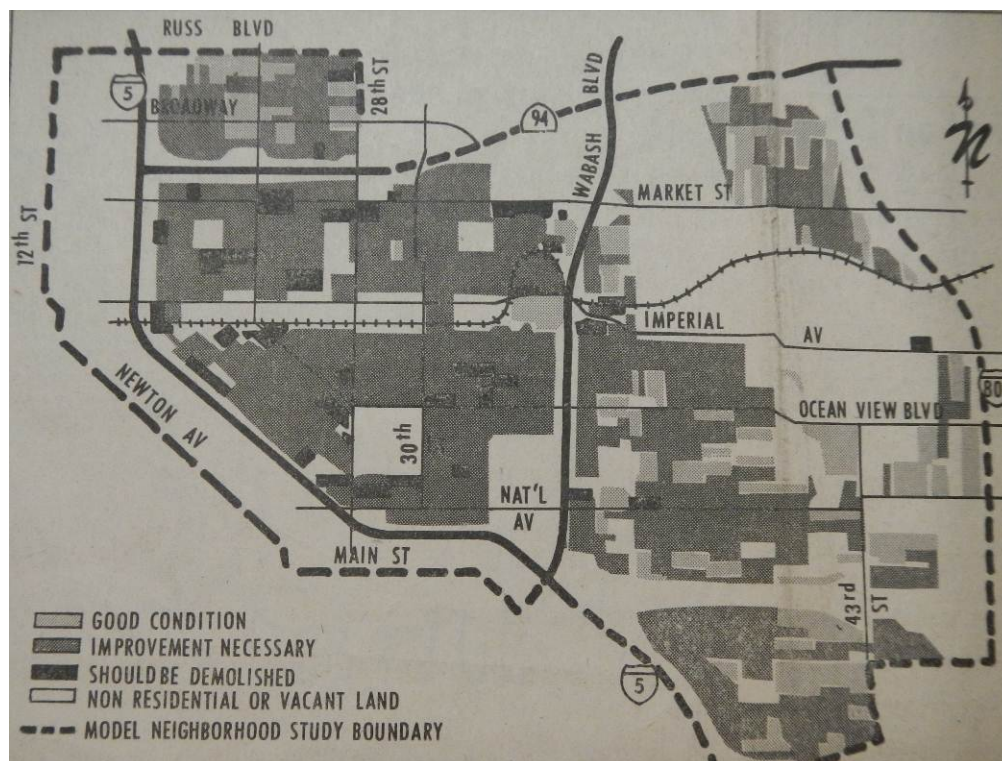 RUSS BLVD
5
BROADWAY
28th ST
94
WABASH BLVD
N
MARKET ST
12th ST
IMPERIAL AV
NEWTON AV
30th
OCEAN VIEW BLVD
80
NAT'L AV
MAIN ST
43rd ST
5
GOOD CONDITION
IMPROVEMENT NECESSARY
SHOULD BE DEMOLISHED
NON RESIDENTIAL OR VACANT LAND
MODEL NEIGHBORHOOD STUDY BOUNDARY